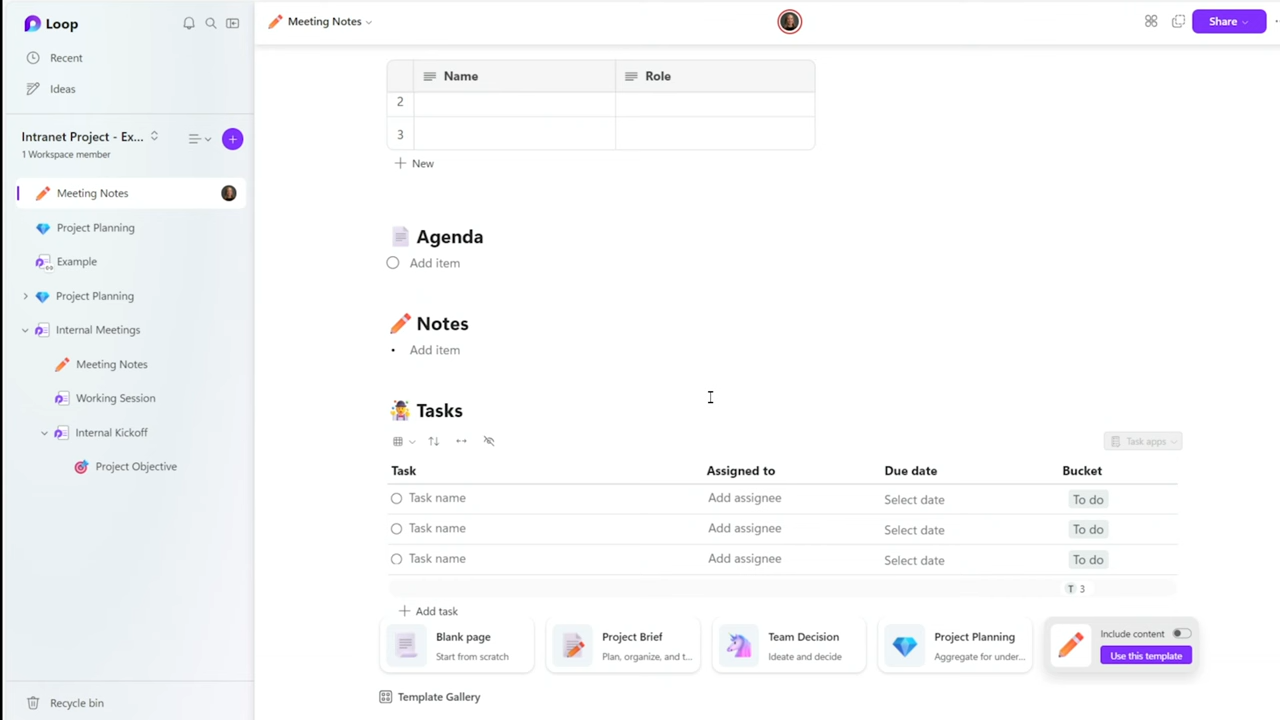 Loop
Recent
Ideas
Intranet Project - Ex...
1 Workspace member
Meeting Notes
Project Planning
Example
Project Planning
Internal Meetings
Meeting Notes
Working Session
Internal Kickoff
Project Objective
Recycle bin
Meeting Notes
Share
Name Role
2
3
New
Agenda
Add item
Notes
Add item
Tasks
Task apps
Task Assigned to Due date Bucket
Task name Add assignee Select date To do
Task name Add assignee Select date To do
Task name Add assignee Select date To do
T 3
Add task
Blank page
Start from scratch
Project Brief
Plan, organize, and t...
Team Decision
Ideate and decide
Project Planning
Aggregate for under...
Include content
Use this template
Template Gallery